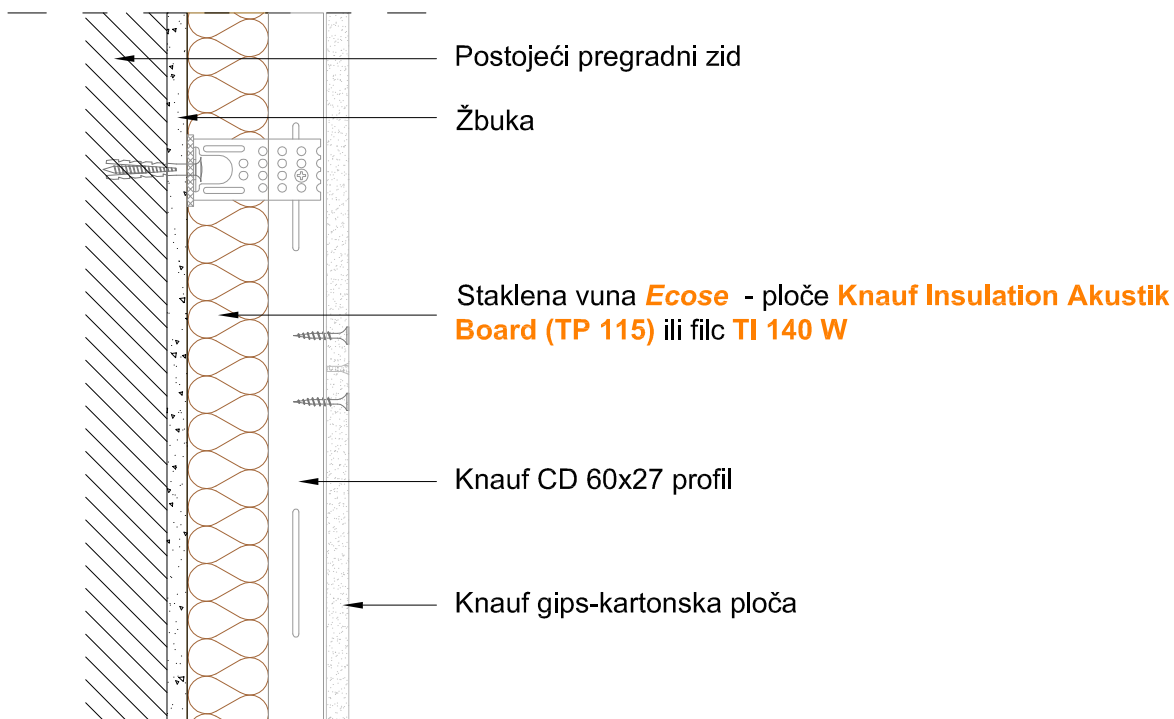 Postojeći pregradni zid
Žbuka
Staklena vuna Ecose - ploče Knauf Insulation Akustik
Board (TP 115) ili filc TI 140 W
Knauf CD 60x27 profil
Knauf gips-kartonska ploča